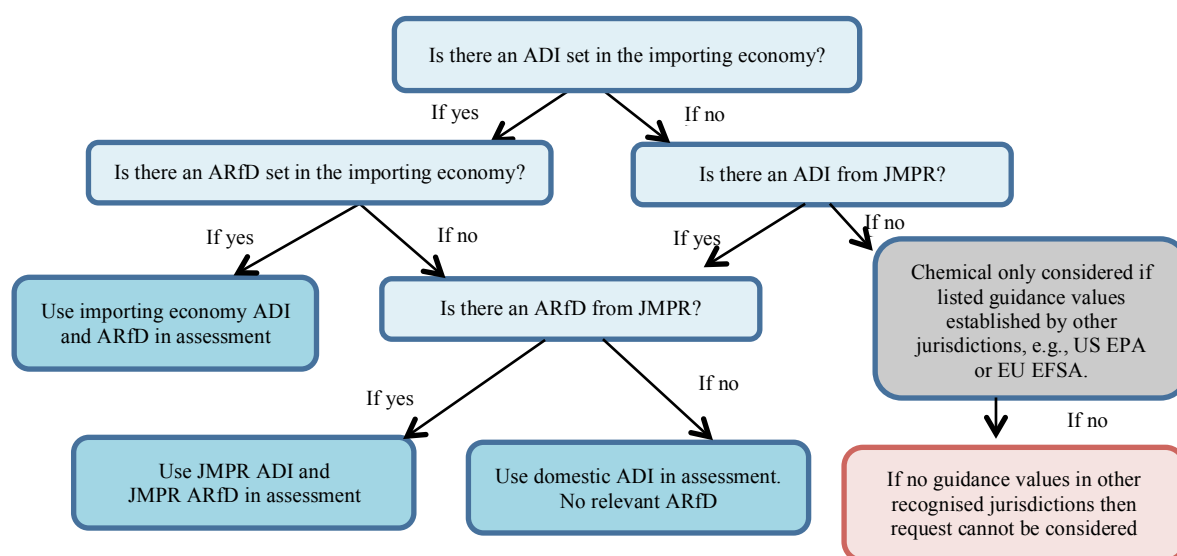 Is there an ADI set in the importing economy?
If yes
If no
Is there an ARfD set in the importing economy?
Is there an ADI from JMPR?
If yes
If no
If yes
If no
Use importing economy ADI
and ARfD in assessment
Is there an ARfD from JMPR?
Chemical only considered if
listed guidance values
established by other
jurisdictions, e.g., US EPA
or EU EFSA.
If yes
If no
If no
Use JMPR ADI and
JMPR ARfD in assessment
Use domestic ADI in assessment.
No relevant ARfD
If no guidance values in other
recognised jurisdictions then
request cannot be considered